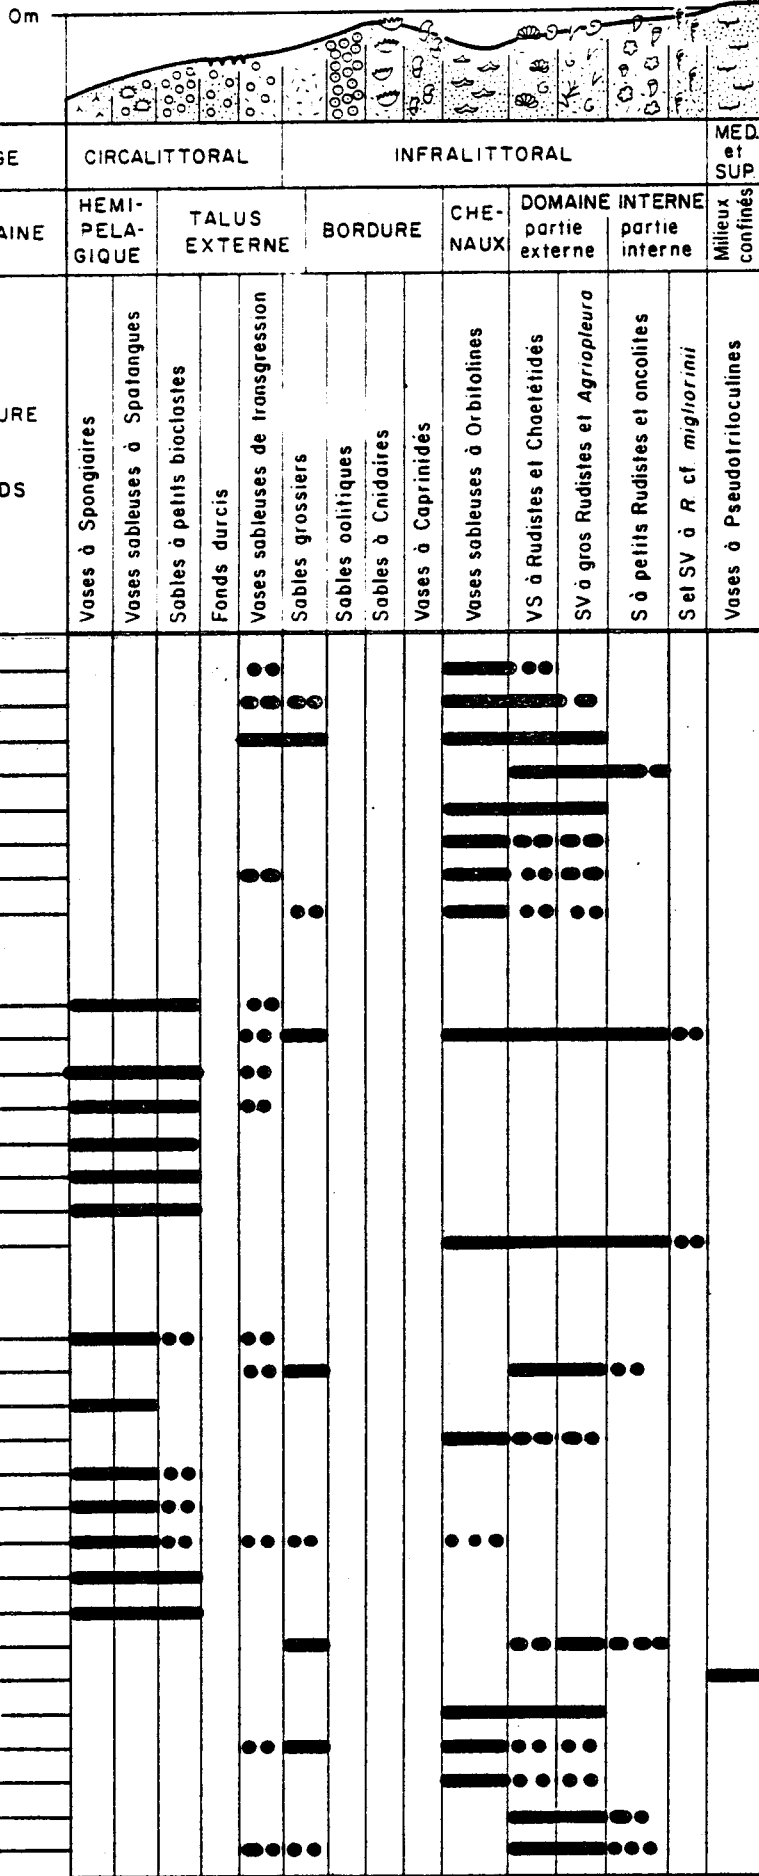 0m
GE
CIRCALITTORAL
INFRALITTORAL
MED.
et
SUP.
AINE
HEMI-
PELA-
GIQUE
TALUS
EXTERNE
BORDURE
CHE-
NAUX
DOMAINE INTERNE
partie
externe
partie
interne
Milieux
confinés
URE
DS
Vases à Spongiaires
Vases sableuses à Spatangues
Sables à petits bioclastes
Fonds durcis
Vases sableuses de transgression
Sables grossiers
Sables oolitiques
Sables à Cnidaires
Vases à Caprinidés
Vases sableuses à Orbitolines
VS à Rudistes et Chaetétidés
SV à gros Rudistes et Agriopleura
S à petits Rudistes et oncolites
S et SV à R. cf. migliorinii
Vases à Pseudotriloculines